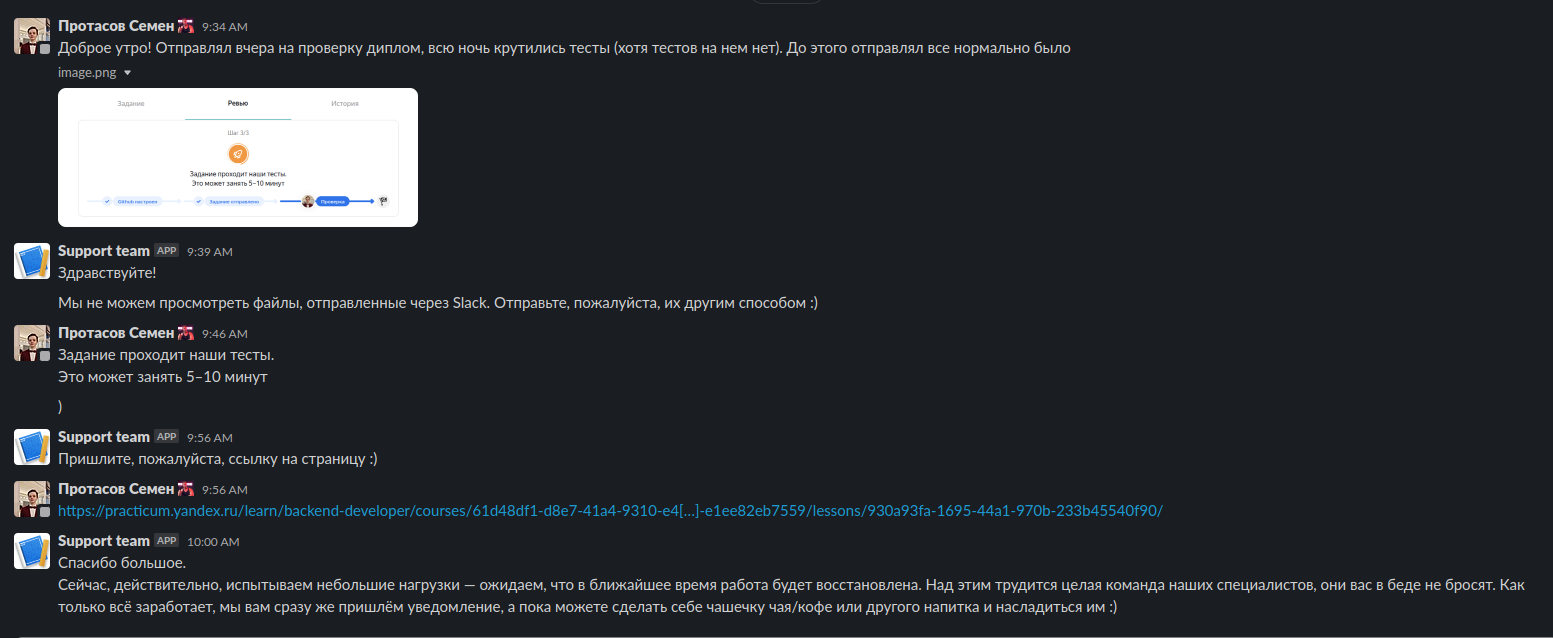 Протасов Семен 9:34 AM
Доброе утро! Отправлял вчера на проверку диплом, всю ночь крутились тесты (хотя тестов на нем нет). До этого отправлял все нормально было
image.png
Задание Ревью История
Шаг 3/3
Задание проходит наши тесты.
Это может занять 5–10 минут
Github настроен Задание отправлено Проверка
Support team APP 9:39 AM
Здравствуйте!
Мы не можем просмотреть файлы, отправленные через Slack. Отправьте, пожалуйста, их другим способом :)
Протасов Семен 9:46 AM
Задание проходит наши тесты.
Это может занять 5–10 минут
)
Support team APP 9:56 AM
Пришлите, пожалуйста, ссылку на страницу :)
Протасов Семен 9:56 AM
https://practicum.yandex.ru/learn/backend-developer/courses/61d48df1-d8e7-41a4-9310-e4[...]-e1ee82eb7559/lessons/930a93fa-1695-44a1-970b-233b45540f90/
Support team APP 10:00 AM
Спасибо большое.
Сейчас, действительно, испытываем небольшие нагрузки — ожидаем, что в ближайшее время работа будет восстановлена. Над этим трудится целая команда наших специалистов, они вас в беде не бросят. Как
только всё заработает, мы вам сразу же пришлём уведомление, а пока можете сделать себе чашечку чая/кофе или другого напитка и насладиться им :)